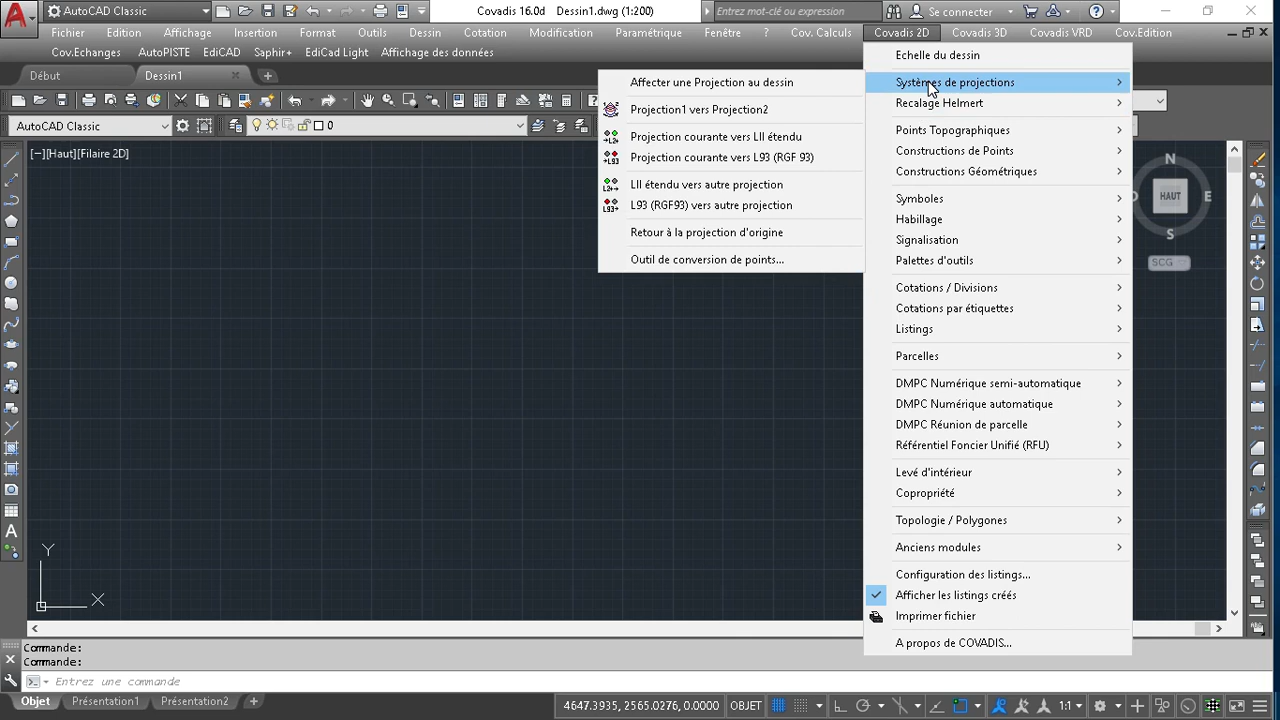 AutoCAD Classic
Covadis 16.0d Dessin1.dwg (1:200)
Entrez mot-clé ou expression
Se connecter
Fichier Edition Affichage Insertion Format Outils Dessin Cotation Modification Paramétrique Fenêtre ? Cov. Calculs Covadis 2D Covadis 3D Covadis VRD Cov.Edition
Cov.Echanges AutoPISTE EdiCAD Saphir+ EdiCad Light Affichage des données
Début
Dessin1
AutoCAD Classic
0
[−][Haut][Filaire 2D]
Affecter une Projection au dessin
Projection1 vers Projection2
Projection courante vers LII étendu
Projection courante vers L93 (RGF 93)
LII étendu vers autre projection
L93 (RGF93) vers autre projection
Retour à la projection d'origine
Outil de conversion de points...
Echelle du dessin
Systèmes de projections
Recalage Helmert
Points Topographiques
Constructions de Points
Constructions Géométriques
Symboles
Habillage
Signalisation
Palettes d'outils
Cotations / Divisions
Cotations par étiquettes
Listings
Parcelles
DMPC Numérique semi-automatique
DMPC Numérique automatique
DMPC Réunion de parcelle
Référentiel Foncier Unifié (RFU)
Levé d'intérieur
Copropriété
Topologie / Polygones
Anciens modules
Configuration des listings...
Afficher les listings créés
Imprimer fichier
A propos de COVADIS...
N
HAUT
E
S
SCG
Y
X
Commande:
Commande:
Entrez une commande
Objet Présentation1 Présentation2
4647.3935, 2565.0276, 0.0000 OBJET
1:1